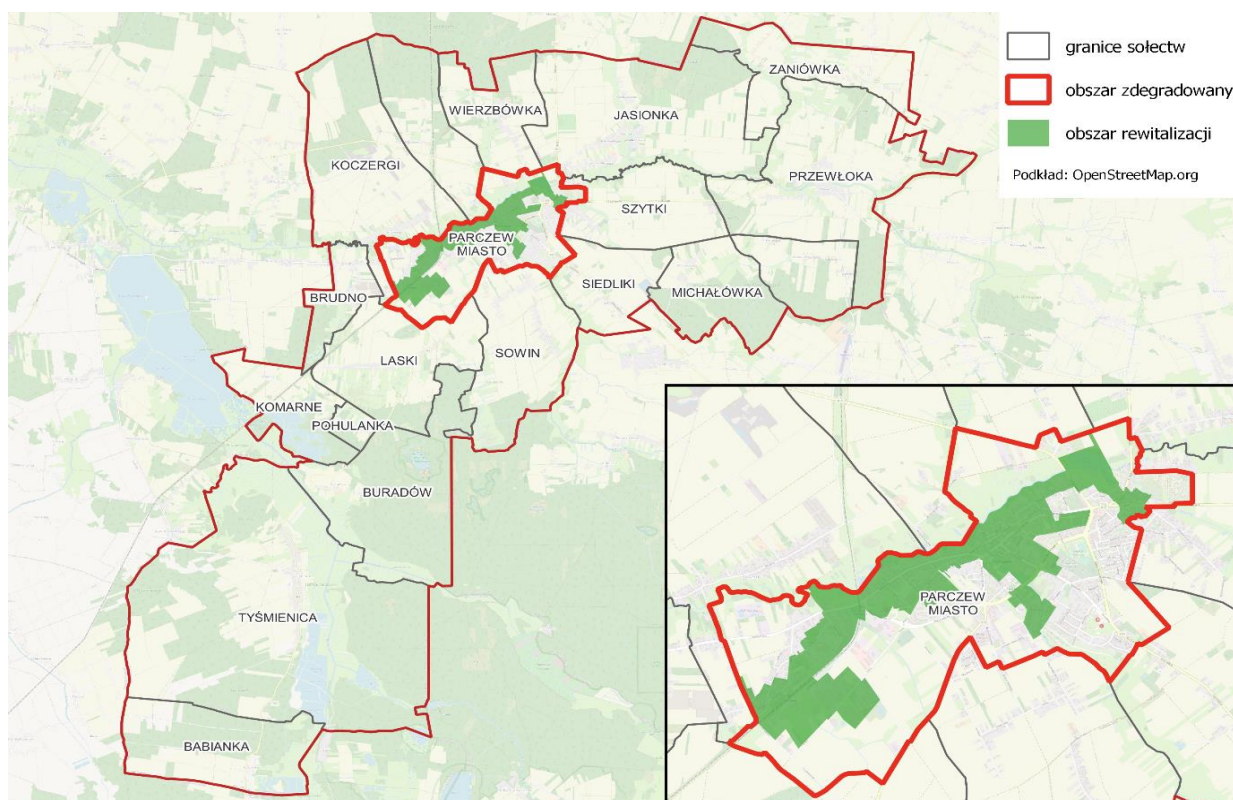 granice sołectw
obszar zdegradowany
obszar rewitalizacji
Podkład: OpenStreetMap.org
ZANIÓWKA
WIERZBÓWKA
JASIONKA
KOCZERGI
PRZEWŁOKA
SZYTKI
PARCZEW
MIASTO
SIEDLIKI
MICHAŁÓWKA
BRUDNO
LASKI
SOWIN
KOMARNE
POHULANKA
BURADÓW
TYŚMIENICA
BABIANKA
PARCZEW
MIASTO